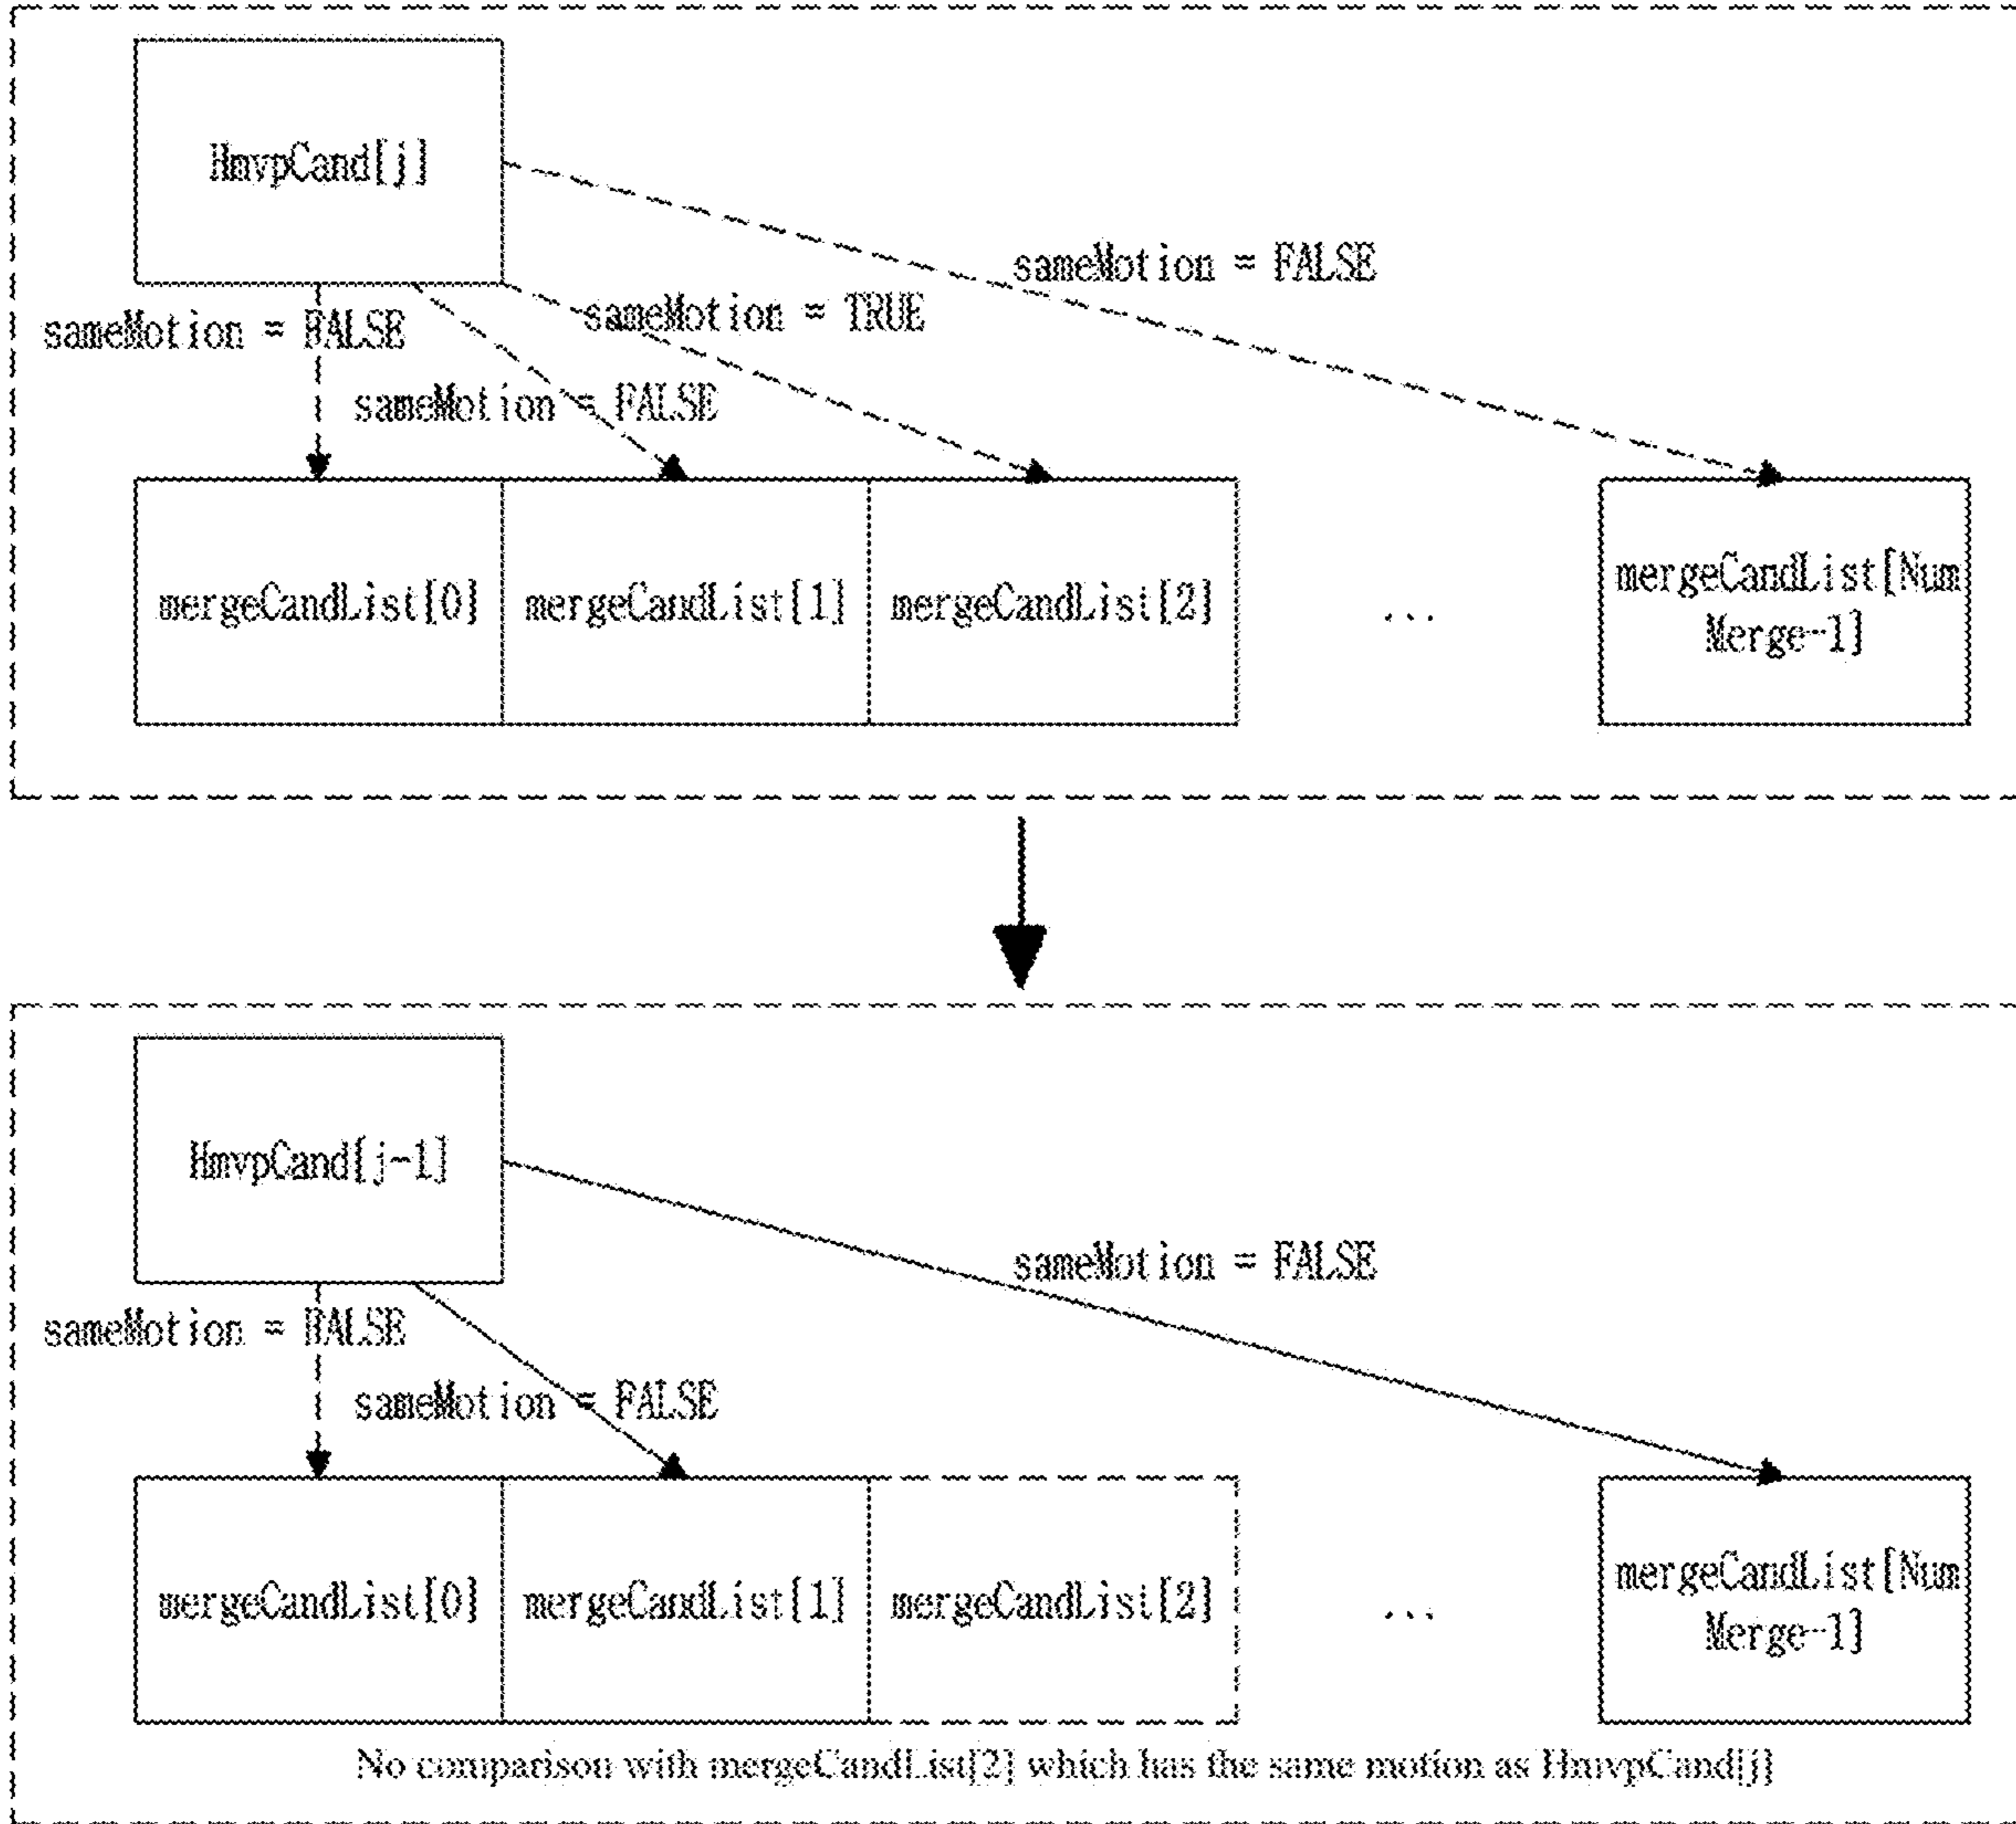 HmvpCand[j]
sameMotion = FALSE
sameMotion = TRUE
sameMotion = FALSE
sameMotion = FALSE
mergeCandList[0]
mergeCandList[1]
mergeCandList[2]
...
mergeCandList[Num
Merge-1]
HmvpCand[j-1]
sameMotion = FALSE
sameMotion = FALSE
sameMotion = FALSE
mergeCandList[0]
mergeCandList[1]
mergeCandList[2]
...
mergeCandList[Num
Merge-1]
No comparison with mergeCandList[2] which has the same motion as HmvpCand[j]